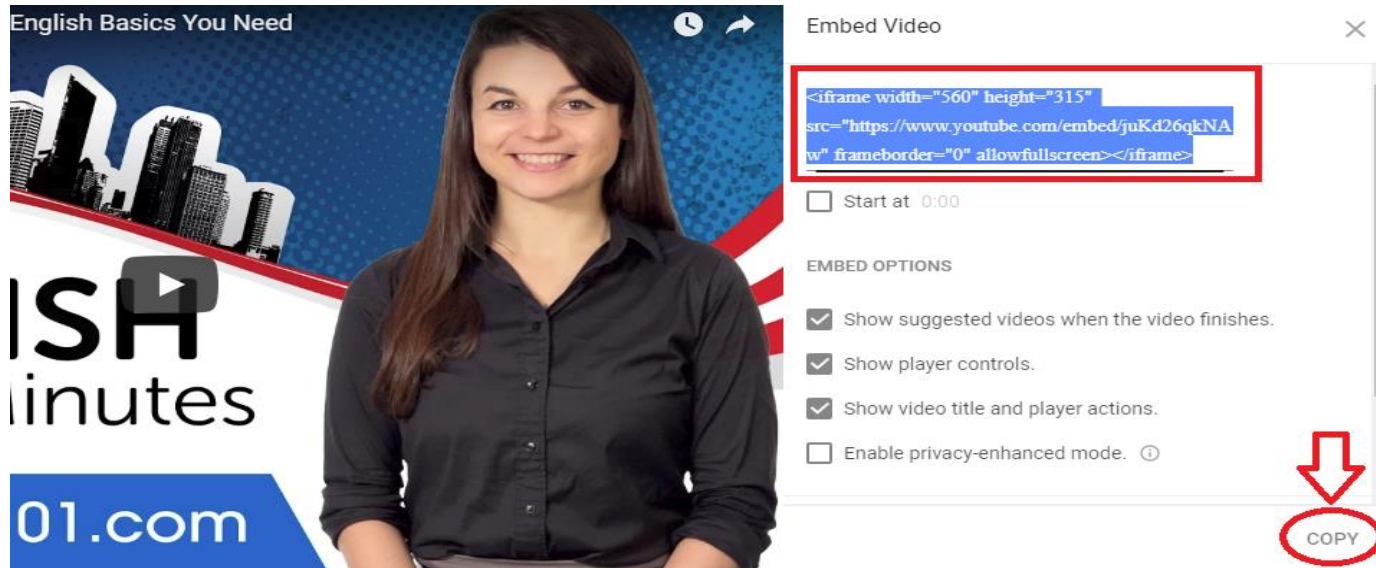 English Basics You Need
ISH
inutes
01.com
Embed Video
<iframe width="560" height="315"
src="https://www.youtube.com/embed/juKd26qkNA
w" frameborder="0" allowfullscreen></iframe>
Start at 0:00
EMBED OPTIONS
Show suggested videos when the video finishes.
Show player controls.
Show video title and player actions.
Enable privacy-enhanced mode.
COPY